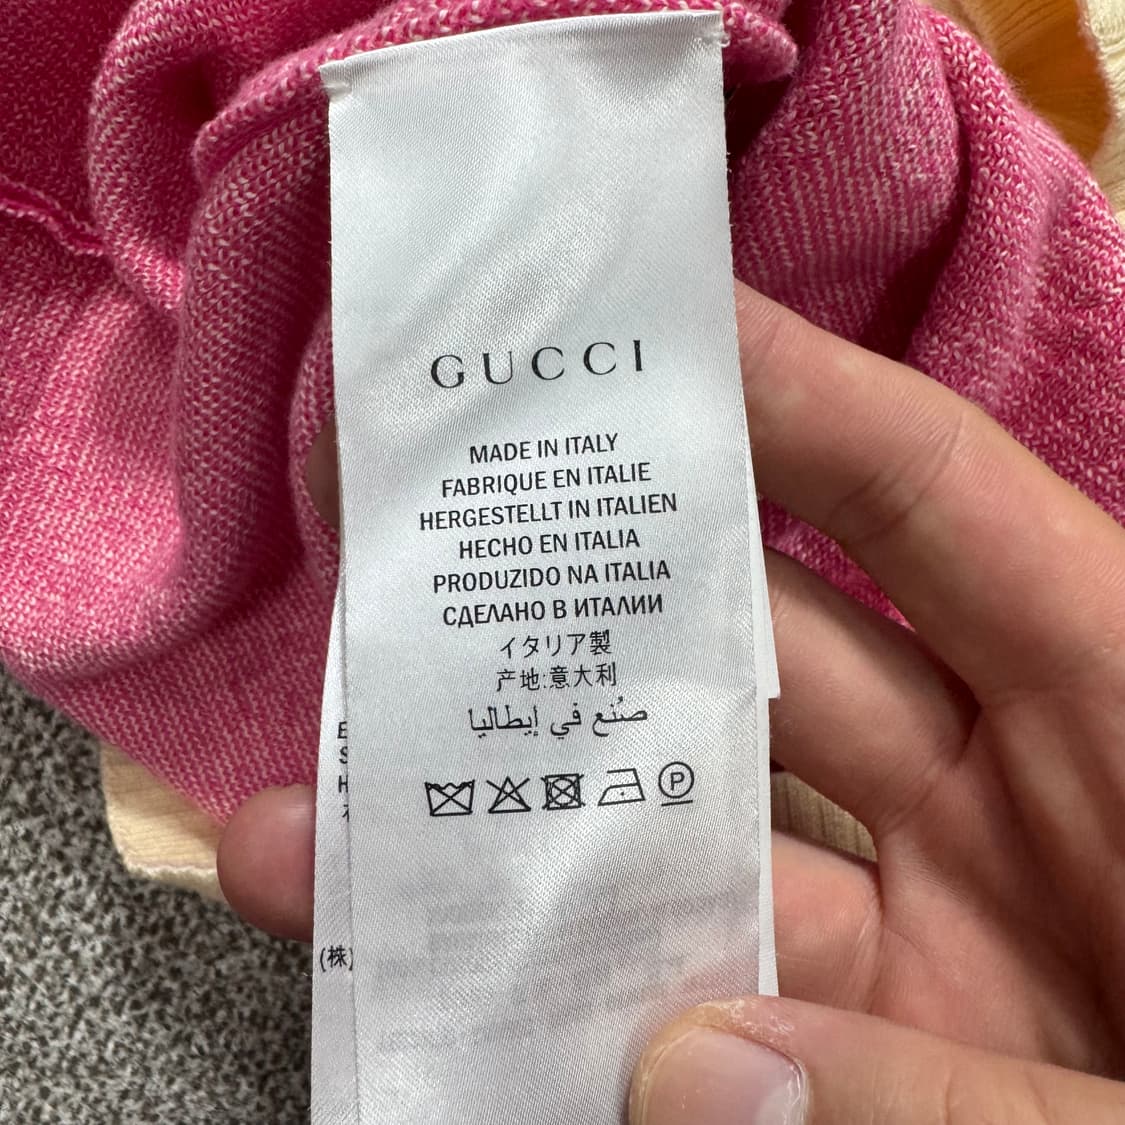 GUCCI
MADE IN ITALY
FABRIQUE EN ITALIE
HERGESTELLT IN ITALIEN
HECHO EN ITALIA
PRODUZIDO NA ITALIA
СДЕЛАНО В ИТАЛИИ
イタリア製
产地:意大利
صُنع في إيطاليا
P
(株)